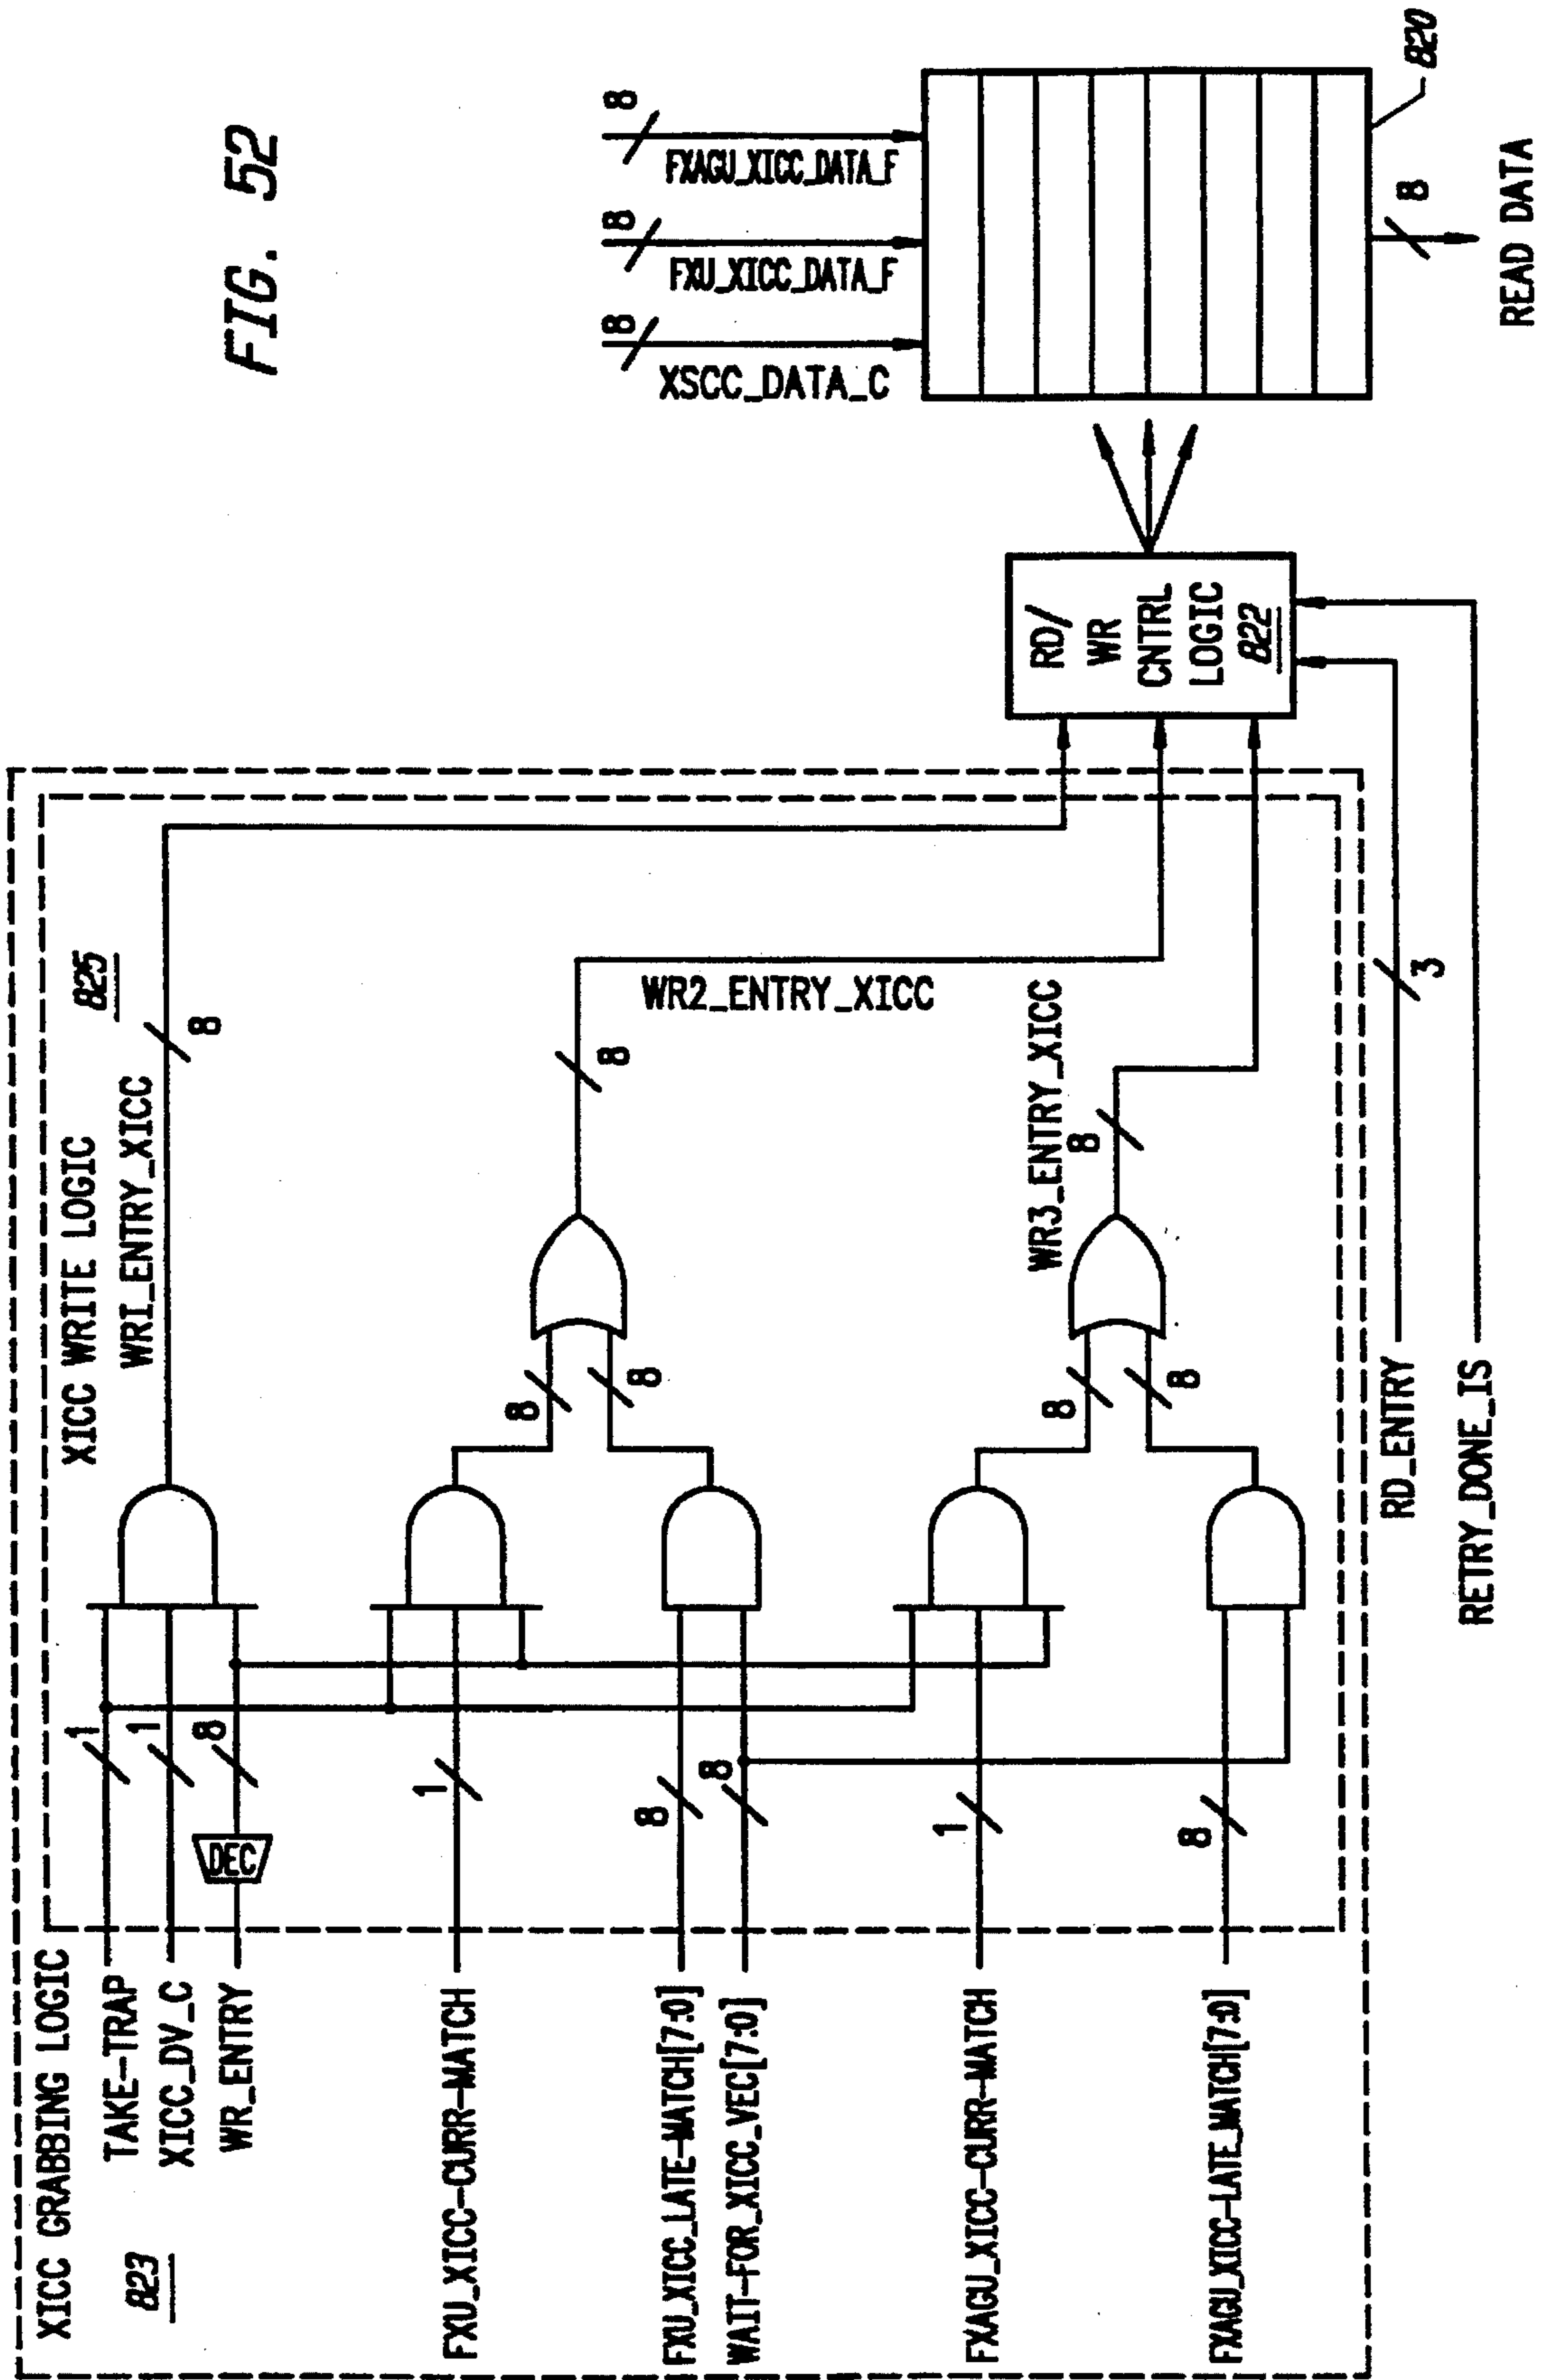 FIG. 52
XICC GRABBING LOGIC
823
XICC WRITE LOGIC
825
TAKE-TRAP
1
XICC_DV_C
1
WR_ENTRY
DEC
8
WRI_ENTRY_XICC
8
FXU_XICC-CURR-MATCH
1
8
8
WR2_ENTRY_XICC
8
FXU_XICC_LATE-MATCH[7:0]
8
WAIT-FOR_XICC_VEC[7:0]
8
FXAGU_XICC-CURR-MATCH
1
8
8
WR3_ENTRY_XICC
8
FXAGU_XICC-LATE_MATCH[7:0]
8
RD_ENTRY
3
RETRY_DONE_IS
RD/
WR
CNTRL
LOGIC
822
XSCC_DATA_C
8
FXU_XICC_DATA_F
8
FXAGU_XICC_DATA_F
8
820
8
READ DATA